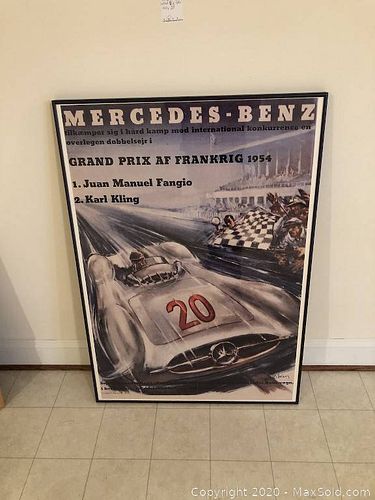 MERCEDES-BENZ
tilkæmper sig i hård kamp mod international konkurrence en
overlegen dobbeltsejr i
GRAND PRIX AF FRANKRIG 1954
1. Juan Manuel Fangio
2. Karl Kling
20
Copyright 2020 - MaxSold.com